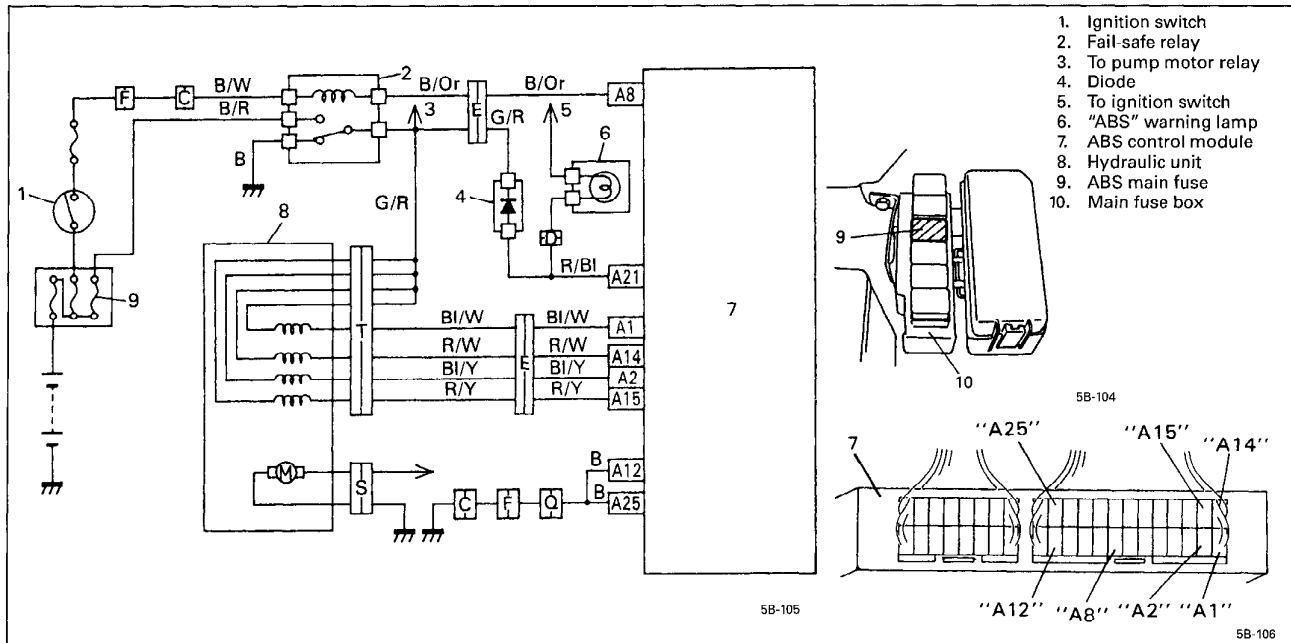 1. Ignition switch
2. Fail-safe relay
3. To pump motor relay
4. Diode
5. To ignition switch
6. "ABS" warning lamp
7. ABS control module
8. Hydraulic unit
9. ABS main fuse
10. Main fuse box
2
B/W
B/Or
B/Or
F
C
A8
B/R
3
E
5
G/R
6
B
1
8
G/R
4
D
R/Bl
A21
7
9
T
Bl/W
Bl/W
A1
R/W
E
R/W
A14
Bl/Y
Bl/Y
A2
R/Y
R/Y
A15
M
S
B
A12
C
F
Q
B
A25
5B-105
9
10
5B-104
7
"A25"
"A15"
"A14"
"A12"
"A8"
"A2"
"A1"
5B-106